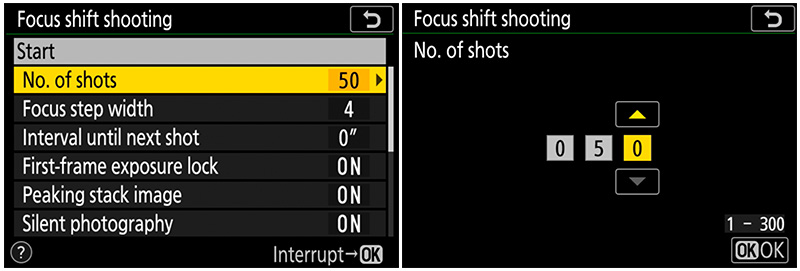 Focus shift shooting
Start
No. of shots 50
Focus step width 4
Interval until next shot 0″
First-frame exposure lock ON
Peaking stack image ON
Silent photography ON
? Interrupt→OK
Focus shift shooting
No. of shots
0 5 0
1 – 300
OK OK